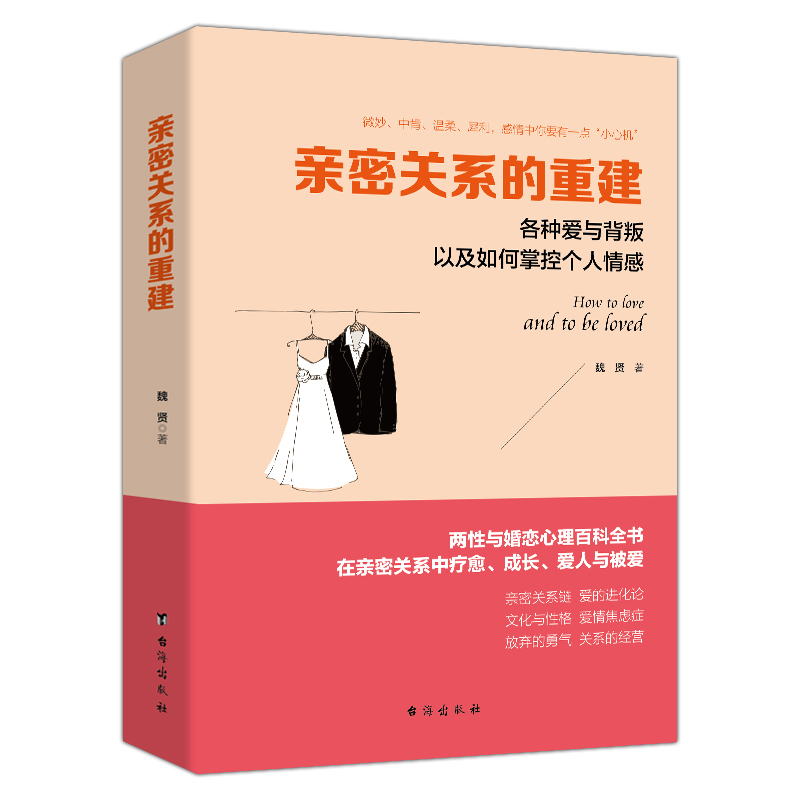 微妙、中肯、温柔、犀利，感情中你要有一点“小心机”
亲密关系的重建
各种爱与背叛
以及如何掌控个人情感
How to love
and to be loved
魏 贤 著
两性与婚恋心理百科全书
在亲密关系中疗愈、成长、爱人与被爱
亲密关系链 爱的进化论
文化与性格 爱情焦虑症
放弃的勇气 关系的经营
台海出版社
亲密关系的重建
魏 贤◎著
台海出版社